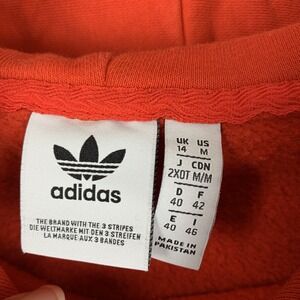 adidas
THE BRAND WITH THE 3 STRIPES
DIE WELTMARKE MIT DEN 3 STREIFEN
LA MARQUE AUX 3 BANDES
UK US
14 M
J CDN
2XOT M/M
D F
40 42
E I
40 46
MADE IN
PAKISTAN